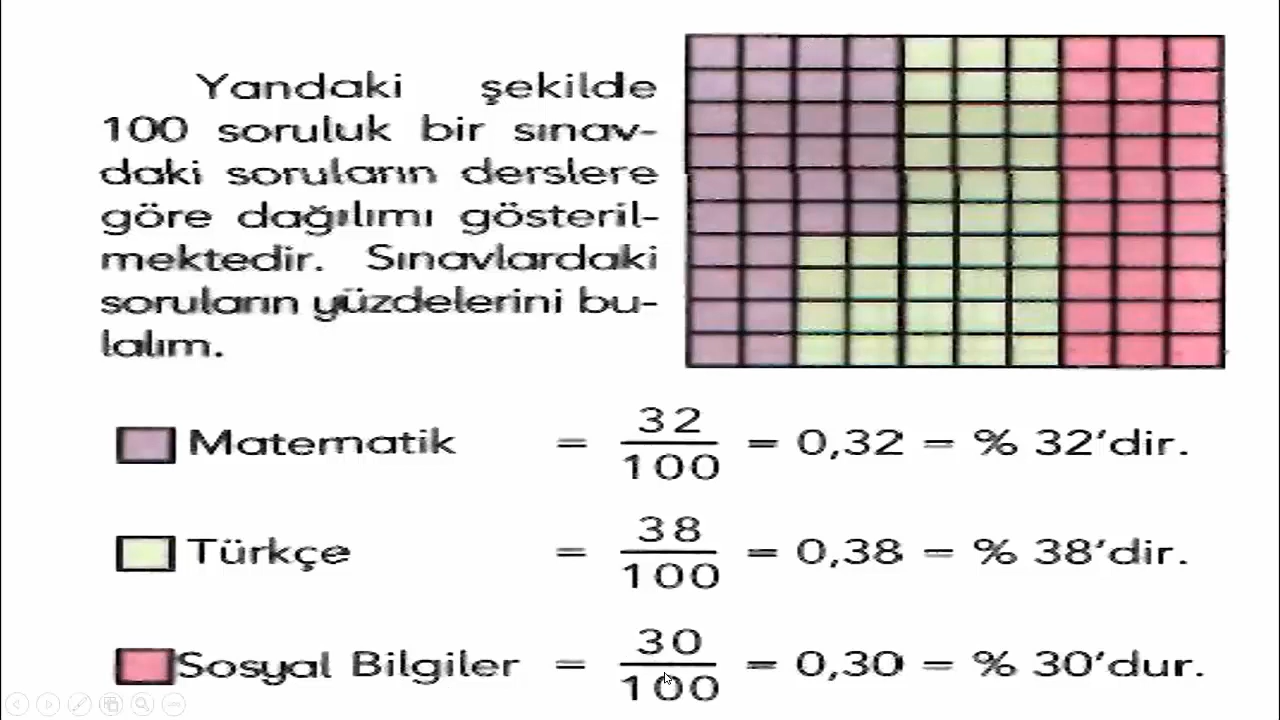 Yandaki şekilde
100 soruluk bir sınav-
daki soruların derslere
göre dağılımı gösteril-
mektedir. Sınavlardaki
soruların yüzdelerini bu-
lalım.
Matematik = 32/100 = 0,32 = % 32'dir.
Türkçe = 38/100 = 0,38 = % 38'dir.
Sosyal Bilgiler = 30/100 = 0,30 = % 30'dur.